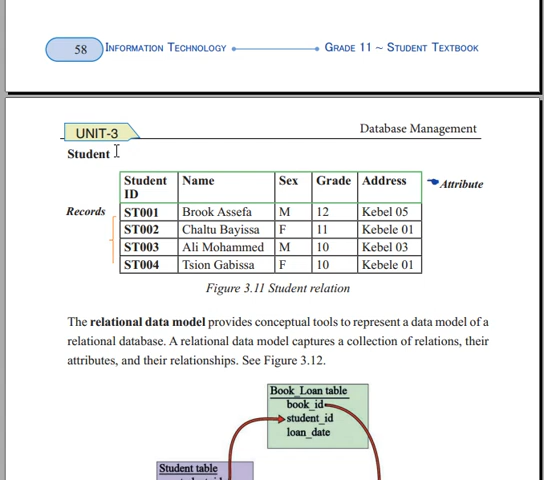 58 INFORMATION TECHNOLOGY GRADE 11 ~ STUDENT TEXTBOOK
UNIT-3 Database Management
Student
Student ID Name Sex Grade Address Attribute
Records ST001 Brook Assefa M 12 Kebel 05
ST002 Chaltu Bayissa F 11 Kebele 01
ST003 Ali Mohammed M 10 Kebel 03
ST004 Tsion Gabissa F 10 Kebele 01
Figure 3.11 Student relation
The relational data model provides conceptual tools to represent a data model of a
relational database. A relational data model captures a collection of relations, their
attributes, and their relationships. See Figure 3.12.
Book_Loan table
book_id
student_id
loan_date
Student table